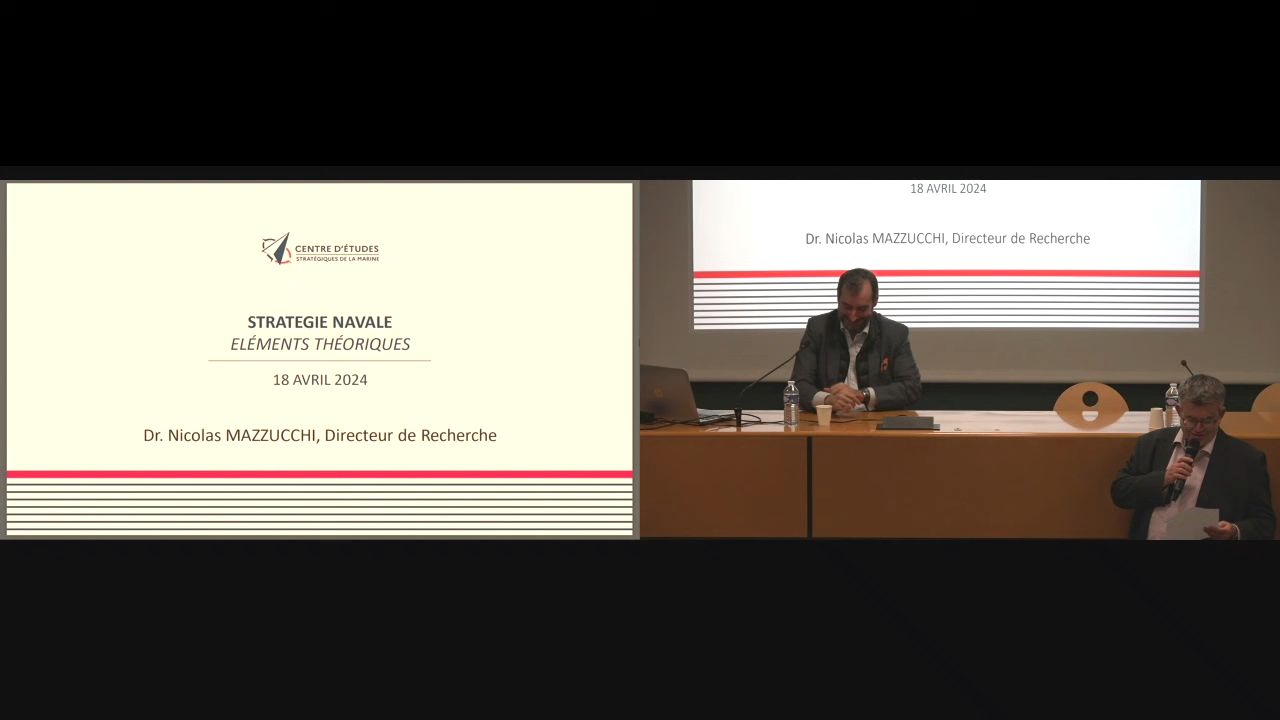 CENTRE D'ÉTUDES
STRATÉGIQUES DE LA MARINE
STRATEGIE NAVALE
ELÉMENTS THÉORIQUES
18 AVRIL 2024
Dr. Nicolas MAZZUCCHI, Directeur de Recherche
18 AVRIL 2024
Dr. Nicolas MAZZUCCHI, Directeur de Recherche